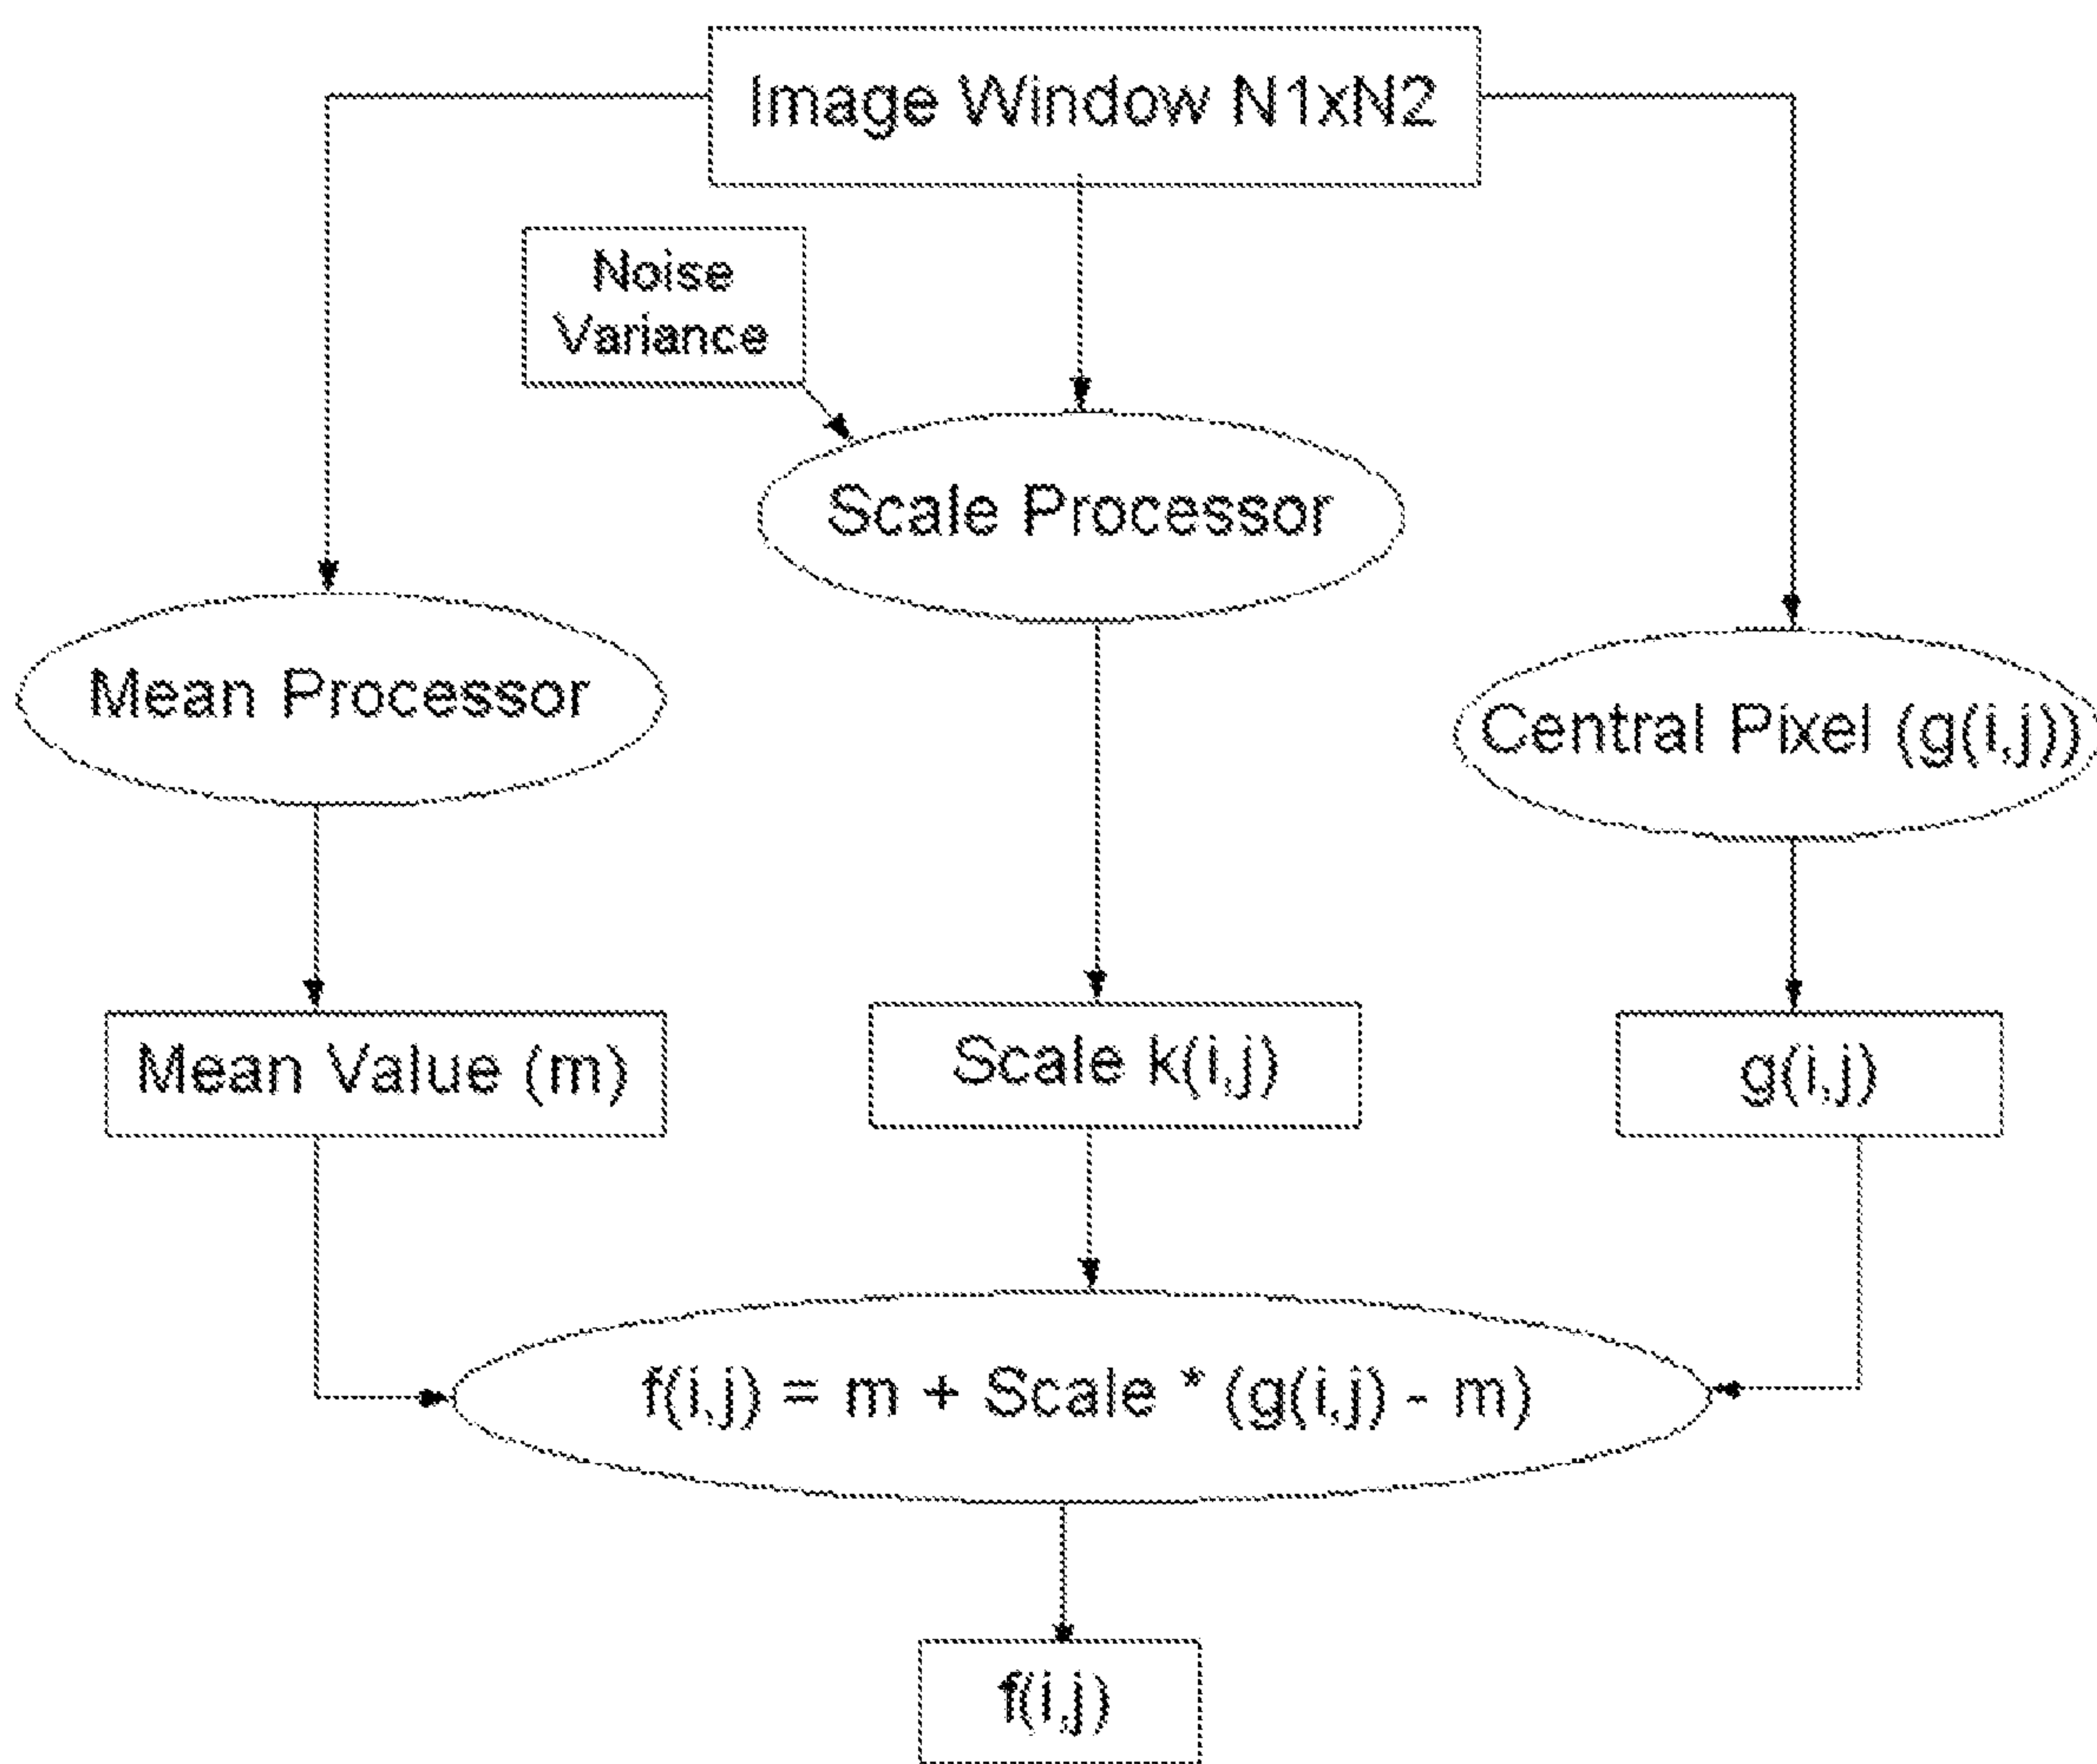 Image Window N1xN2
Noise
Variance
Scale Processor
Mean Processor
Central Pixel (g(i,j))
Mean Value (m)
Scale k(i,j)
g(i,j)
f(i,j) = m + Scale * (g(i,j) - m)
f(i,j)